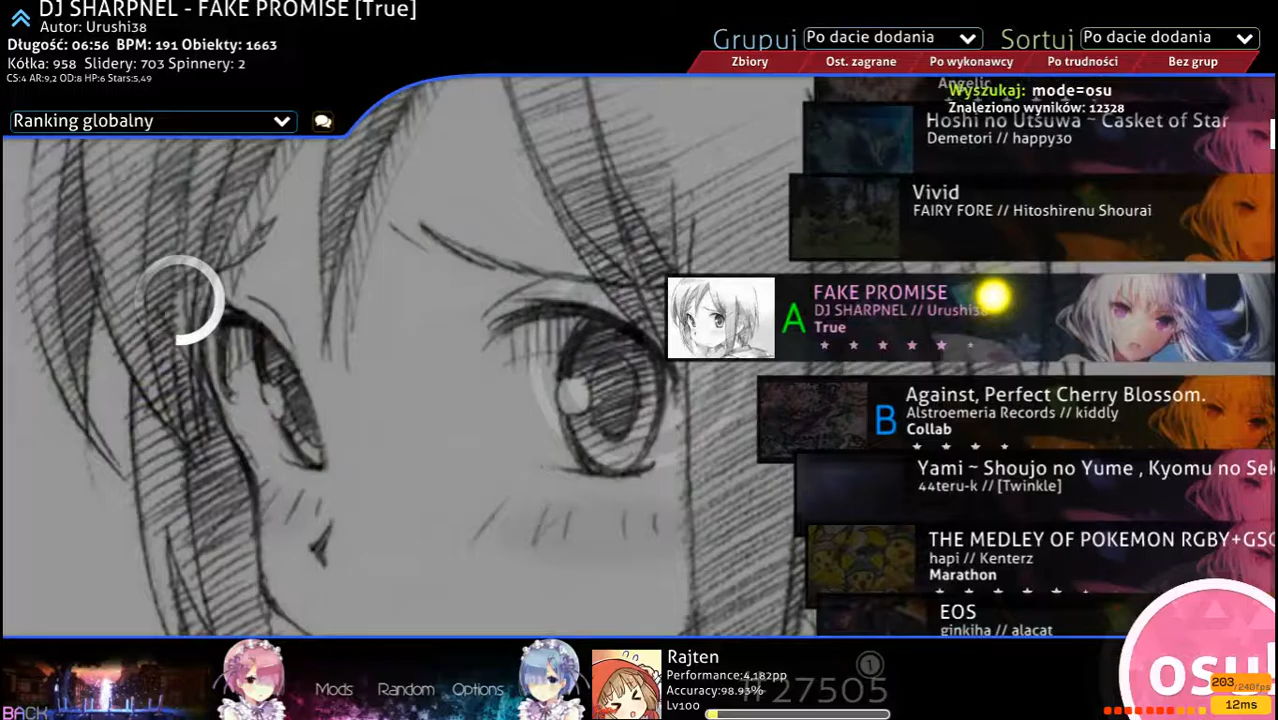 DJ SHARPNEL - FAKE PROMISE [True]
Autor: Urushi38
Długość: 06:56 BPM: 191 Obiekty: 1663
Kółka: 958 Slidery: 703 Spinnery: 2
CS:4 AR:9,2 OD:8 HP:6 Stars:5,49
Ranking globalny
Grupuj Po dacie dodania Sortuj Po dacie dodania
Zbiory Ost. zagrane Po wykonawcy Po trudności Bez grup
Angelic
Wyszukaj: mode=osu
Znaleziono wyników: 12328
Hoshi no Utsuwa ~ Casket of Star
Demetori // happy30
Vivid
FAIRY FORE // Hitoshirenu Shourai
A
FAKE PROMISE
DJ SHARPNEL // Urushi38
True
B
Against, Perfect Cherry Blossom.
Alstroemeria Records // kiddly
Collab
Yami ~ Shoujo no Yume , Kyomu no
44teru-k // [Twinkle]
THE MEDLEY OF POKEMON RGBY+GSC
hapi // Kenterz
Marathon
EOS
ginkiha // alacat
BACK
Mods Random Options
Rajten
Performance:4,182pp
Accuracy:98.93%
Lv100
1
#27505
osu!
203/240fps
12ms